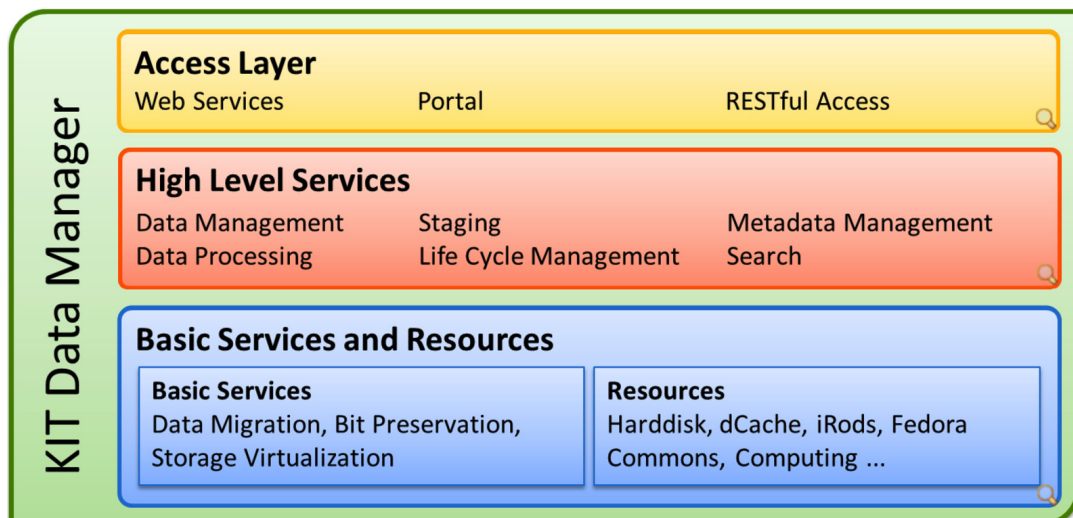 KIT Data Manager
Access Layer
Web Services Portal RESTful Access
High Level Services
Data Management Staging Metadata Management
Data Processing Life Cycle Management Search
Basic Services and Resources
Basic Services
Data Migration, Bit Preservation,
Storage Virtualization
Resources
Harddisk, dCache, iRods, Fedora
Commons, Computing ...